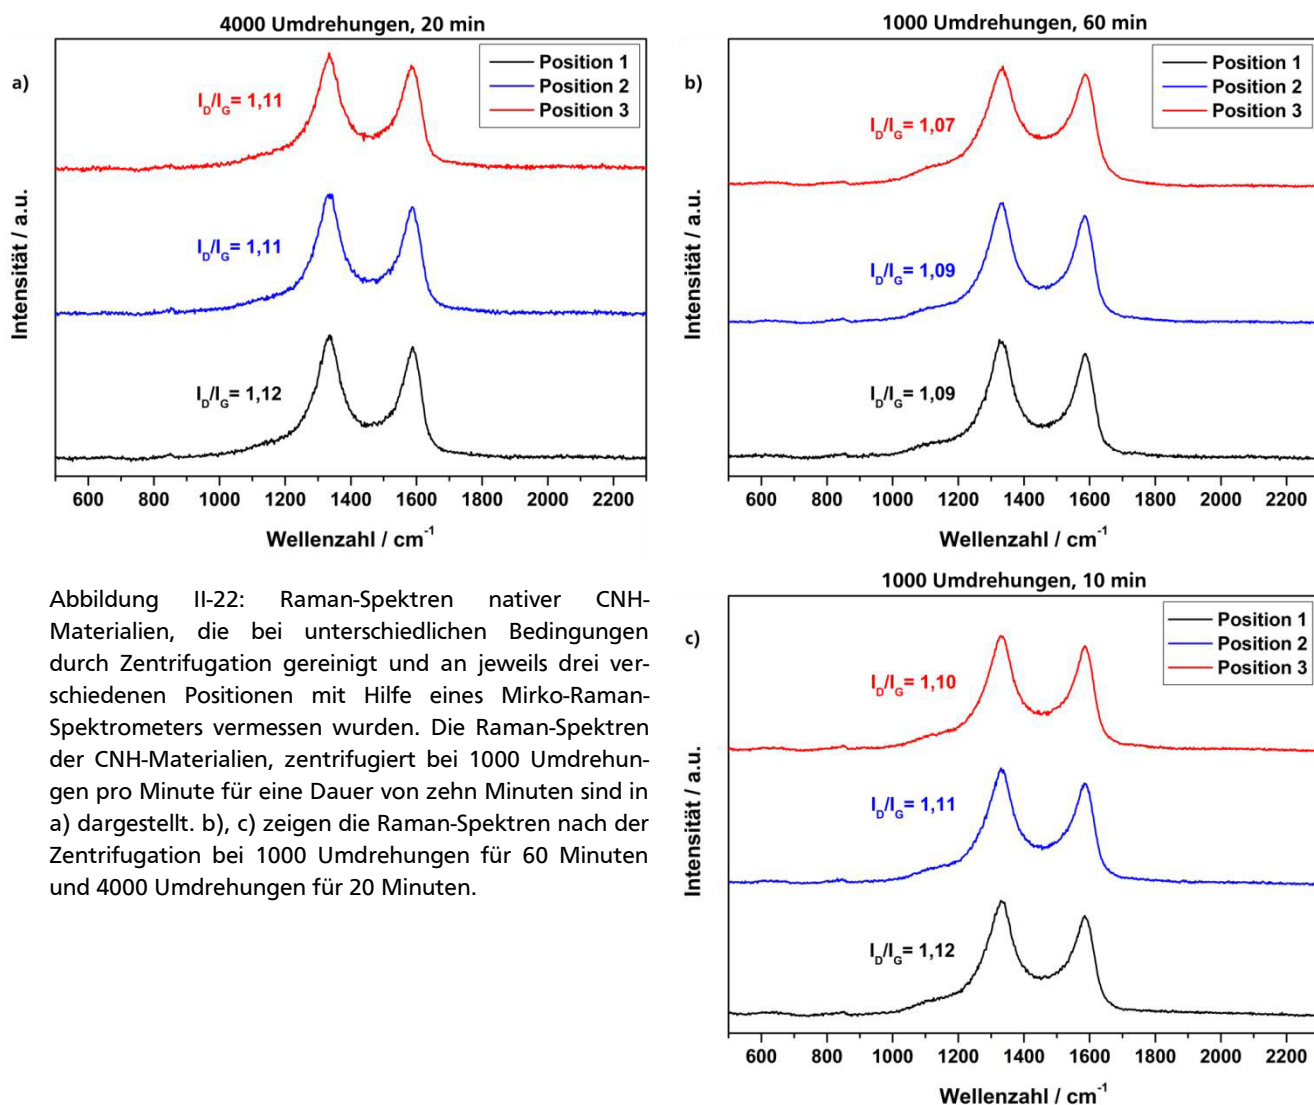 4000 Umdrehungen, 20 min
a)
Position 1
Position 2
Position 3
I_D/I_G= 1,11
I_D/I_G= 1,11
I_D/I_G= 1,12
Intensität / a.u.
600 800 1000 1200 1400 1600 1800 2000 2200
Wellenzahl / cm⁻¹
1000 Umdrehungen, 60 min
b)
Position 1
Position 2
Position 3
I_D/I_G= 1,07
I_D/I_G= 1,09
I_D/I_G= 1,09
Intensität / a.u.
600 800 1000 1200 1400 1600 1800 2000 2200
Wellenzahl / cm⁻¹
Abbildung II-22: Raman-Spektren nativer CNH-
Materialien, die bei unterschiedlichen Bedingungen
durch Zentrifugation gereinigt und an jeweils drei ver-
schiedenen Positionen mit Hilfe eines Mirko-Raman-
Spektrometers vermessen wurden. Die Raman-Spektren
der CNH-Materialien, zentrifugiert bei 1000 Umdrehun-
gen pro Minute für eine Dauer von zehn Minuten sind in
a) dargestellt. b), c) zeigen die Raman-Spektren nach der
Zentrifugation bei 1000 Umdrehungen für 60 Minuten
und 4000 Umdrehungen für 20 Minuten.
1000 Umdrehungen, 10 min
c)
Position 1
Position 2
Position 3
I_D/I_G= 1,10
I_D/I_G= 1,11
I_D/I_G= 1,12
Intensität / a.u.
600 800 1000 1200 1400 1600 1800 2000 2200
Wellenzahl / cm⁻¹